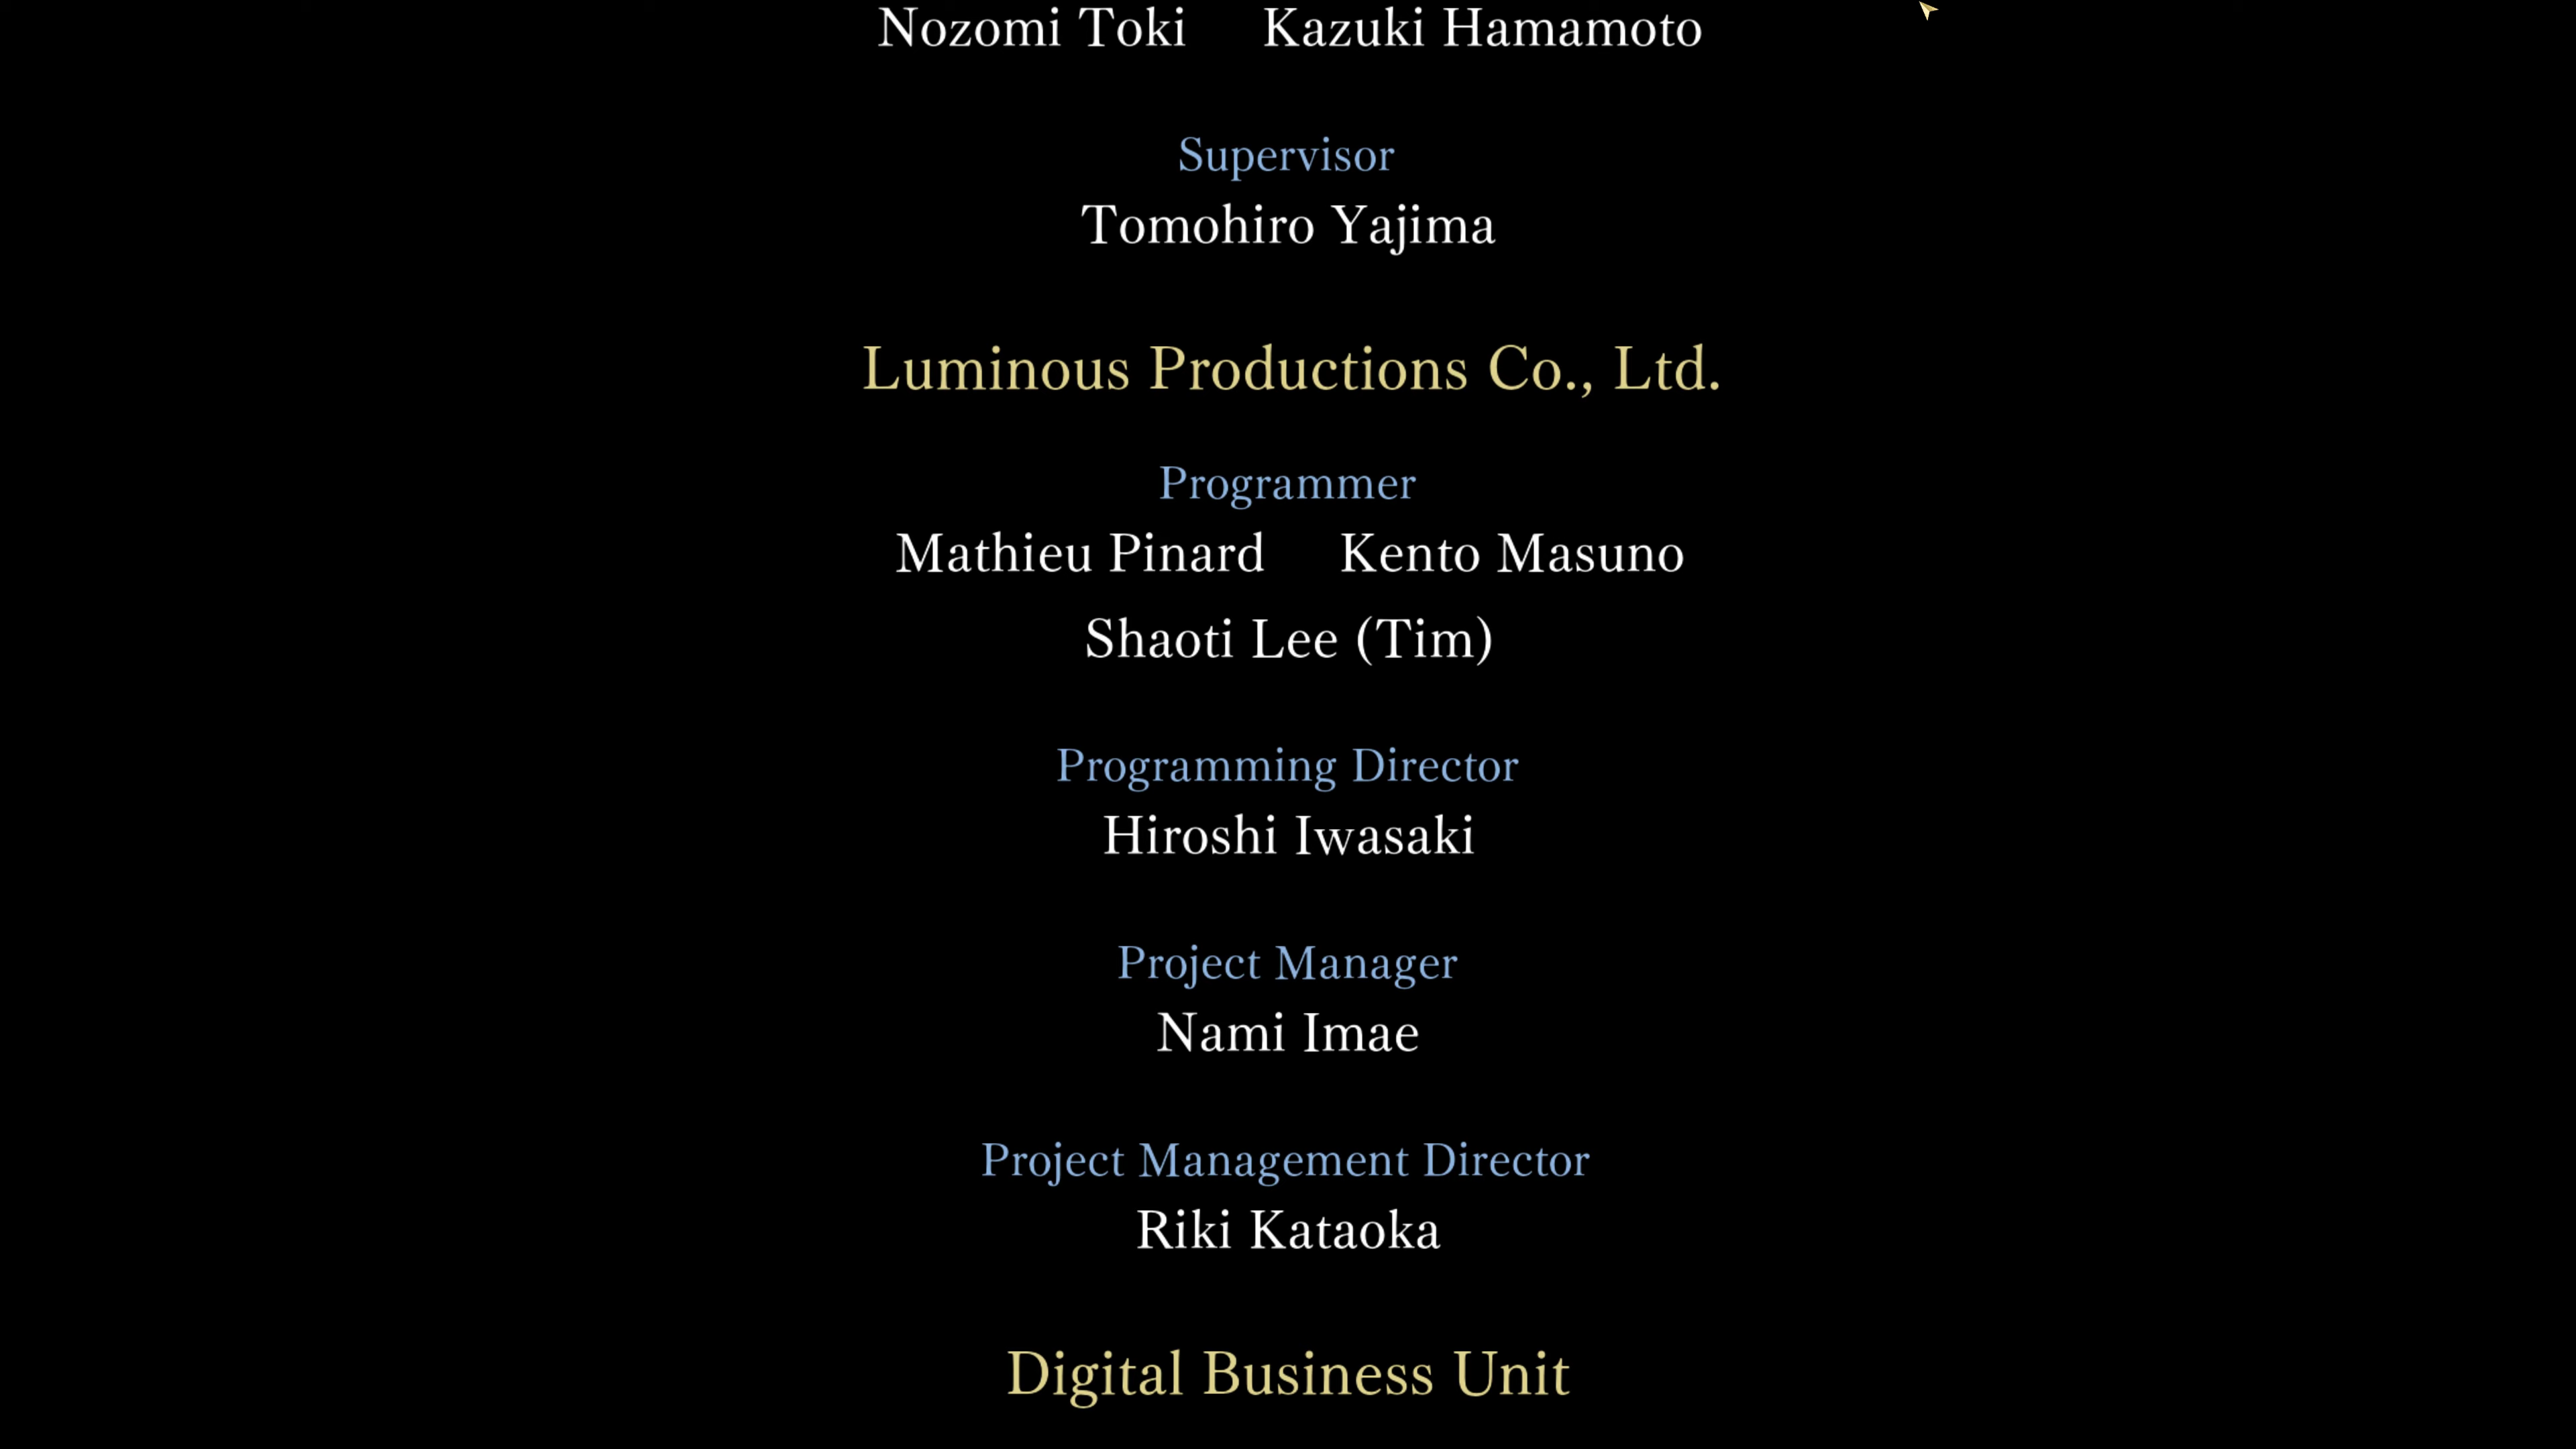 Nozomi Toki Kazuki Hamamoto
Supervisor
Tomohiro Yajima
Luminous Productions Co., Ltd.
Programmer
Mathieu Pinard Kento Masuno
Shaoti Lee (Tim)
Programming Director
Hiroshi Iwasaki
Project Manager
Nami Imae
Project Management Director
Riki Kataoka
Digital Business Unit